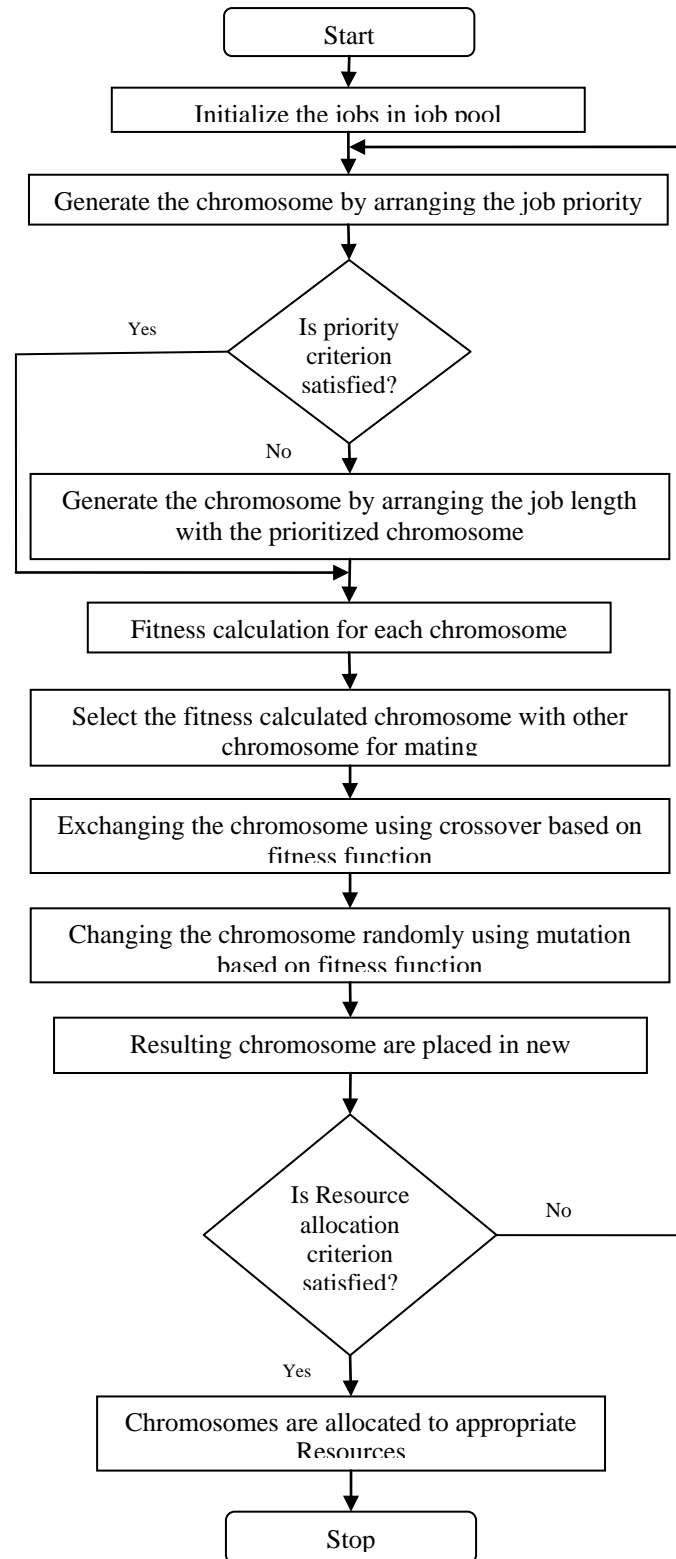 Start
Initialize the jobs in job pool
Generate the chromosome by arranging the job priority
Yes
Is priority
criterion
satisfied?
No
Generate the chromosome by arranging the job length
with the prioritized chromosome
Fitness calculation for each chromosome
Select the fitness calculated chromosome with other
chromosome for mating
Exchanging the chromosome using crossover based on
fitness function
Changing the chromosome randomly using mutation
based on fitness function
Resulting chromosome are placed in new
Is Resource
allocation
criterion
satisfied?
No
Yes
Chromosomes are allocated to appropriate
Resources
Stop